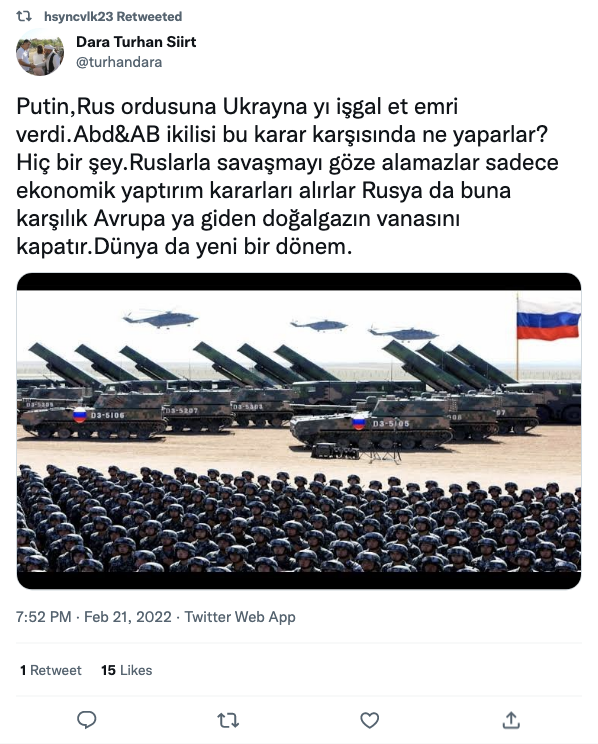 hsyncvlk23 Retweeted
Dara Turhan Siirt
@turhandara
Putin,Rus ordusuna Ukrayna yı işgal et emri
verdi.Abd&AB ikilisi bu karar karşısında ne yaparlar?
Hiç bir şey.Ruslarla savaşmayı göze alamazlar sadece
ekonomik yaptırım kararları alırlar Rusya da buna
karşılık Avrupa ya giden doğalgazın vanasını
kapatır.Dünya da yeni bir dönem.
D3-5106
D3-5105
7:52 PM · Feb 21, 2022 · Twitter Web App
1 Retweet 15 Likes